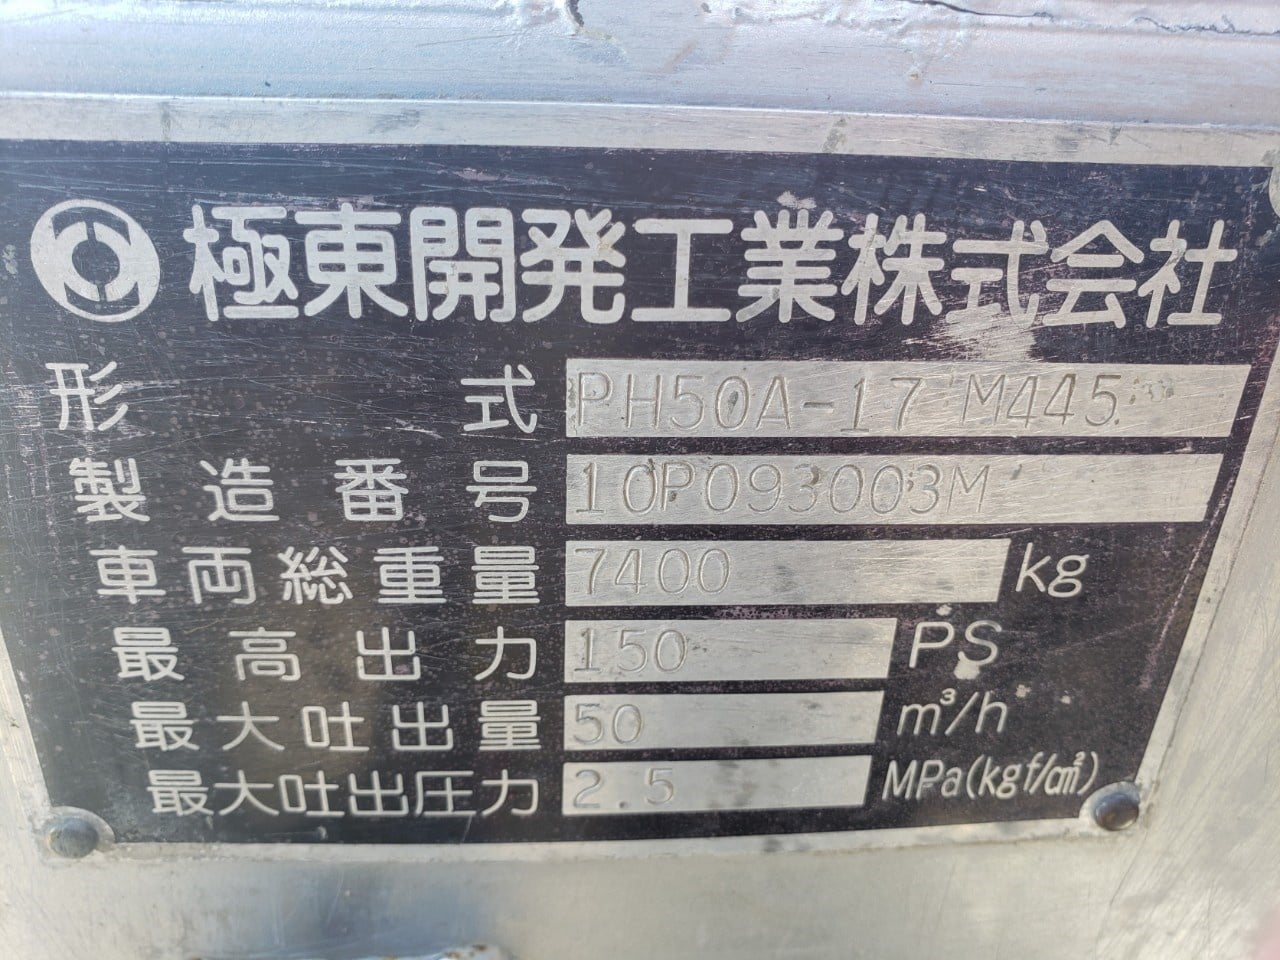 極東開発工業株式会社
形式 PH50A-17 M445
製造番号 10P093003M
車両総重量 7400 kg
最高出力 150 PS
最大吐出量 50 m³/h
最大吐出圧力 2.5 MPa(kgf/c㎡)